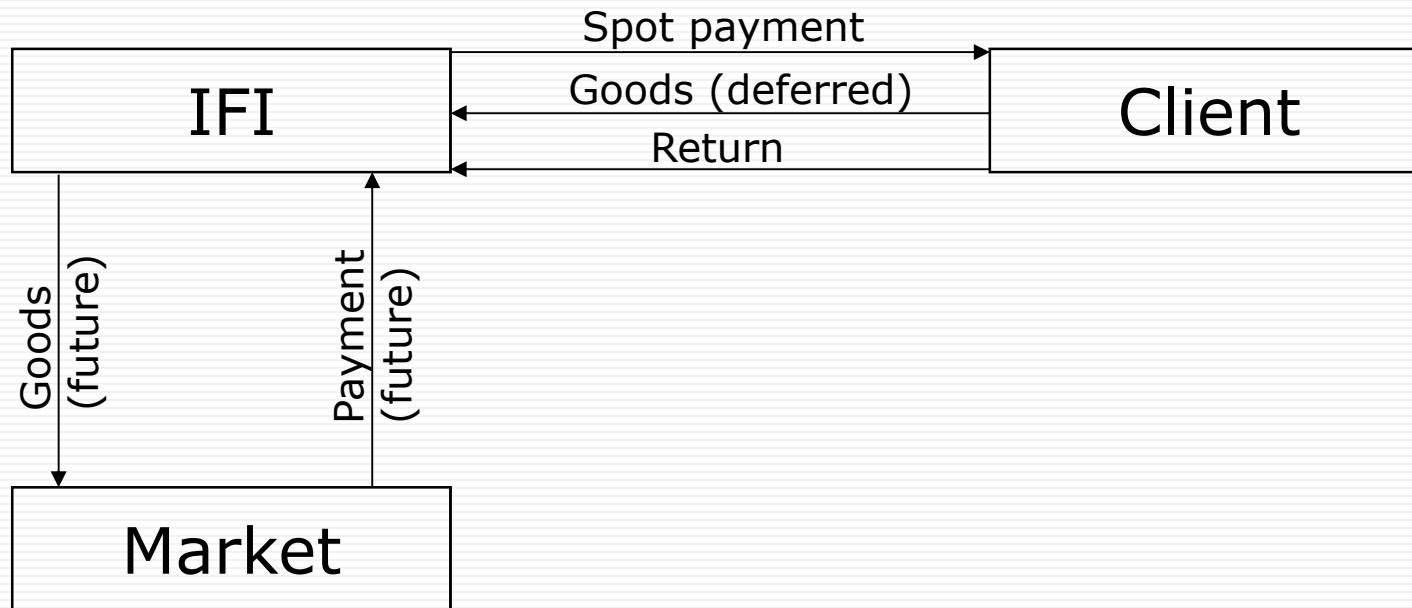 Spot payment
IFI
Goods (deferred)
Client
Return
Goods
(future)
Payment
(future)
Market